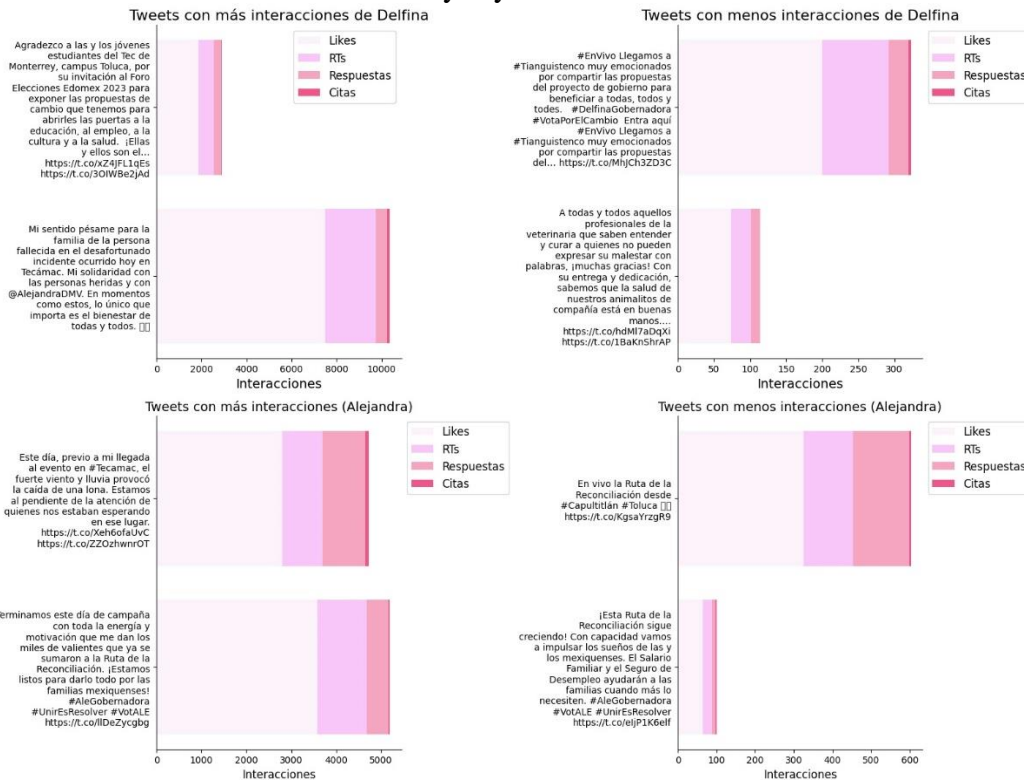 Tweets con más interacciones de Delfina
Agradezco a las y los jóvenes
estudiantes del Tec de
Monterrey, campus Toluca, por
su invitación al Foro
Elecciones Edomex 2023 para
exponer las propuestas de
cambio que tenemos para
abrirles las puertas a la
educación, al empleo, a la
cultura y a la salud. ¡Ellas
y ellos son el...
https://t.co/xZ4JFL1qEs
https://t.co/3OIWBe2jAd
Mi sentido pésame para la
familia de la persona
fallecida en el desafortunado
incidente ocurrido hoy en
Tecámac. Mi solidaridad con
las personas heridas y con
@AlejandraDMV. En momentos
como estos, lo único que
importa es el bienestar de
todas y todos.
Likes
RTs
Respuestas
Citas
0 2000 4000 6000 8000 10000
Interacciones
Tweets con menos interacciones de Delfina
#EnVivo Llegamos a
#Tianguistenco muy emocionados
por compartir las propuestas
del proyecto de gobierno para
beneficiar a todas, todos y
todes. #DelfinaGobernadora
#VotaPorElCambio Entra aquí
#EnVivo Llegamos a
#Tianguistenco muy emocionados
por compartir las propuestas
del... https://t.co/MhJCh3ZD3C
A todas y todos aquellos
profesionales de la
veterinaria que saben entender
y curar a quienes no pueden
expresar su malestar con
palabras, ¡muchas gracias! Con
su entrega y dedicación,
sabemos que la salud de
nuestros animalitos de
compañía está en buenas
manos....
https://t.co/hdMl7aDqXi
https://t.co/1BaKnShrAP
Likes
RTs
Respuestas
Citas
0 50 100 150 200 250 300
Interacciones
Tweets con más interacciones (Alejandra)
Este día, previo a mi llegada
al evento en #Tecamac, el
fuerte viento y lluvia provocó
la caída de una lona. Estamos
al pendiente de la atención de
quienes nos estaban esperando
en ese lugar.
https://t.co/Xeh6ofaUvC
https://t.co/ZZOzhwnrOT
Terminamos este día de campaña
con toda la energía y
motivación que me dan los
miles de valientes que ya se
sumaron a la Ruta de la
Reconciliación. ¡Estamos
listos para darlo todo por las
familias mexiquenses!
#AleGobernadora
#UnirEsResolver #VotALE
https://t.co/llDeZycgbg
Likes
RTs
Respuestas
Citas
0 1000 2000 3000 4000 5000
Interacciones
Tweets con menos interacciones (Alejandra)
En vivo la Ruta de la
Reconciliación desde
#Capultitlán #Toluca
https://t.co/KgsaYrzgR9
¡Esta Ruta de la
Reconciliación sigue
creciendo! Con capacidad vamos
a impulsar los sueños de las y
los mexiquenses. El Salario
Familiar y el Seguro de
Desempleo ayudarán a las
familias cuando más lo
necesiten. #AleGobernadora
#VotALE #UnirEsResolver
https://t.co/eljP1K6elf
Likes
RTs
Respuestas
Citas
0 100 200 300 400 500 600
Interacciones